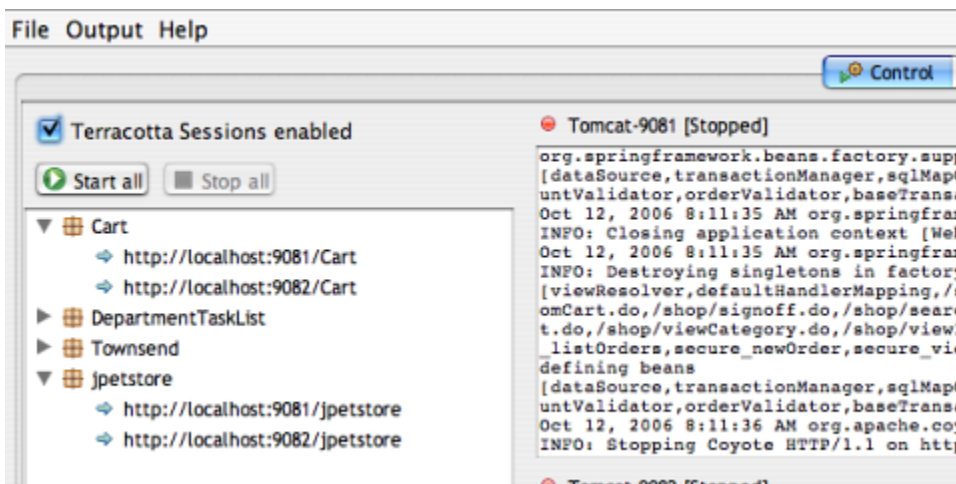 File Output Help
Control
Terracotta Sessions enabled
Start all Stop all
Cart
http://localhost:9081/Cart
http://localhost:9082/Cart
DepartmentTaskList
Townsend
jpetstore
http://localhost:9081/jpetstore
http://localhost:9082/jpetstore
Tomcat-9081 [Stopped]
org.springframework.beans.factory.supp
[dataSource,transactionManager,sqlMap
untValidator,orderValidator,baseTransa
Oct 12, 2006 8:11:35 AM org.springfra
INFO: Closing application context [We
Oct 12, 2006 8:11:35 AM org.springfra
INFO: Destroying singletons in factory
[viewResolver,defaultHandlerMapping,/
omCart.do,/shop/signoff.do,/shop/sear
t.do,/shop/viewCategory.do,/shop/view
_listOrders,secure_newOrder,secure_vi
defining beans
[dataSource,transactionManager,sqlMap
untValidator,orderValidator,baseTransa
Oct 12, 2006 8:11:36 AM org.apache.co
INFO: Stopping Coyote HTTP/1.1 on http